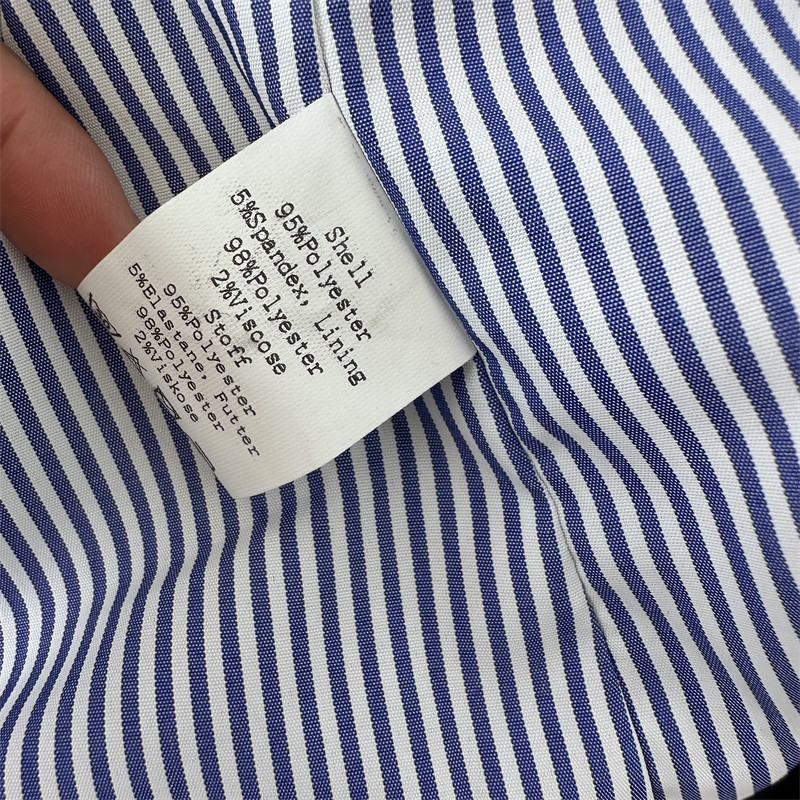 Shell
95%Polyester
5%Spandex, Lining
98%Polyester
2%Viscose
Stoff
95%Polyester
5%Elastane, Futter
98%Polyester
2%Viskose